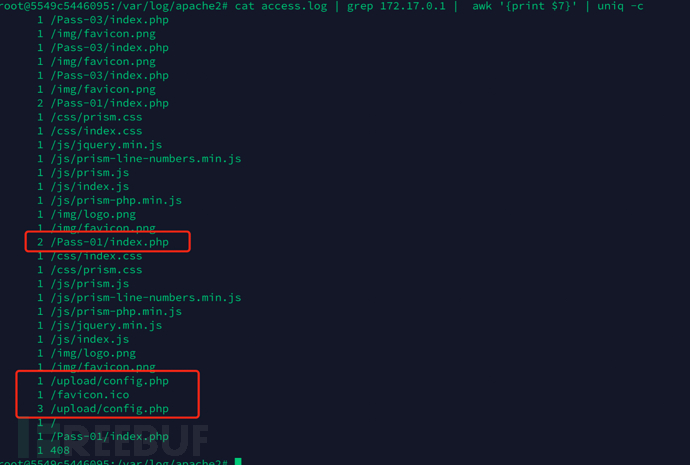 root@5549c5446095:/var/log/apache2# cat access.log | grep 172.17.0.1 |  awk '{print $7}' | uniq -c
1 /Pass-03/index.php
1 /img/favicon.png
1 /Pass-03/index.php
1 /img/favicon.png
1 /Pass-03/index.php
1 /img/favicon.png
2 /Pass-01/index.php
1 /css/prism.css
1 /css/index.css
1 /js/jquery.min.js
1 /js/prism-line-numbers.min.js
1 /js/prism.js
1 /js/index.js
1 /js/prism-php.min.js
1 /img/logo.png
1 /img/favicon.png
2 /Pass-01/index.php
1 /css/index.css
1 /css/prism.css
1 /js/prism.js
1 /js/prism-line-numbers.min.js
1 /js/prism-php.min.js
1 /js/jquery.min.js
1 /js/index.js
1 /img/logo.png
1 /img/favicon.png
1 /upload/config.php
1 /favicon.ico
3 /upload/config.php
1 /
1 /Pass-01/index.php
1 408
FREEBUF
root@5549c5446095:/var/log/apache2#